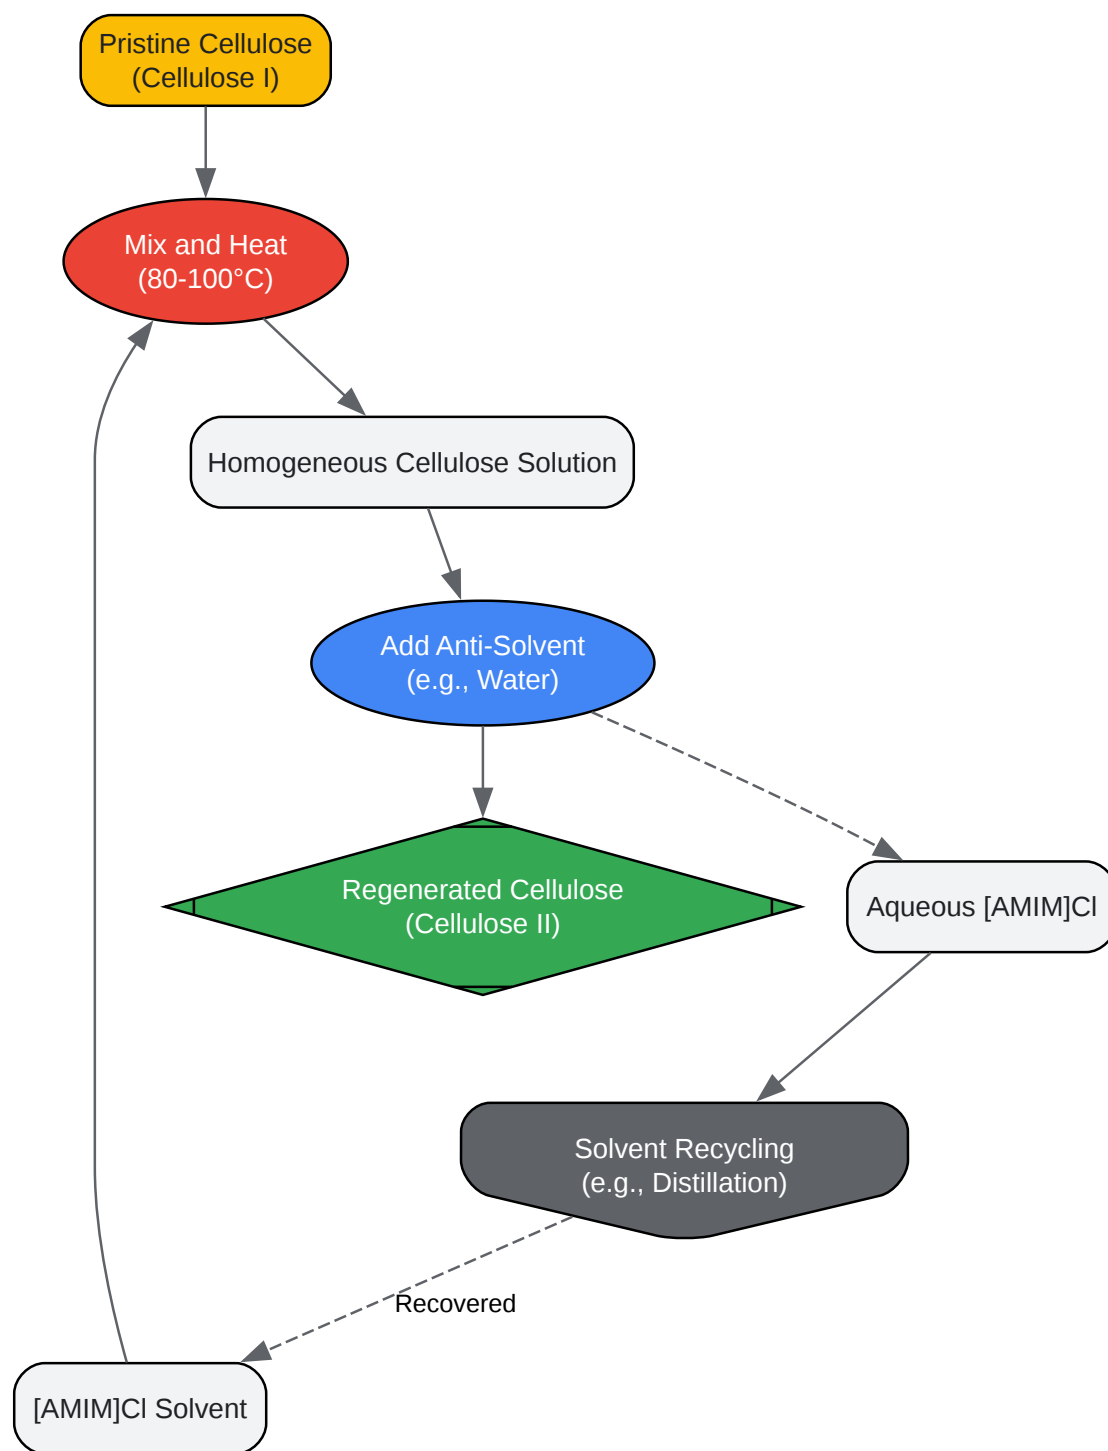 Pristine Cellulose
(Cellulose I)
Mix and Heat
(80-100°C)
Homogeneous Cellulose Solution
Add Anti-Solvent
(e.g., Water)
Regenerated Cellulose
(Cellulose II)
Aqueous [AMIM]Cl
Solvent Recycling
(e.g., Distillation)
Recovered
[AMIM]Cl Solvent